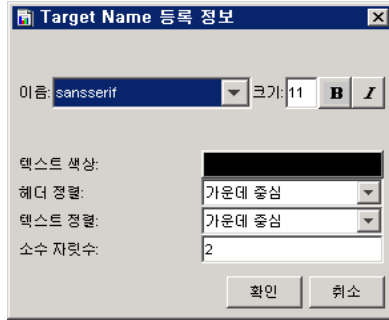 Target Name 등록 정보
이름: sansserif 크기: 11 B I
텍스트 색상:
헤더 정렬: 가운데 중심
텍스트 정렬: 가운데 중심
소수 자릿수: 2
확인 취소